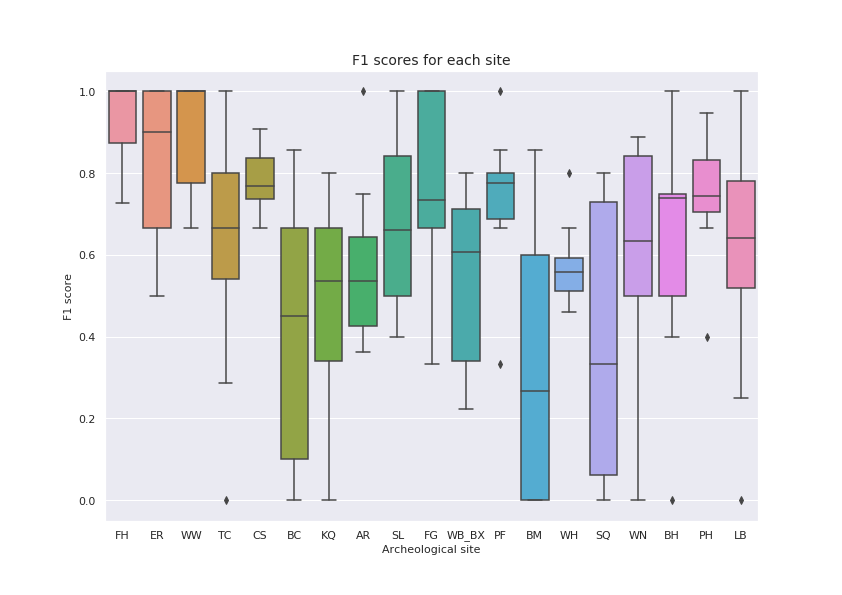 F1 scores for each site
F1 score
1.0
0.8
0.6
0.4
0.2
0.0
FH ER WW TC CS BC KQ AR SL FG WB_BX PF BM WH SQ WN BH PH LB
Archeological site